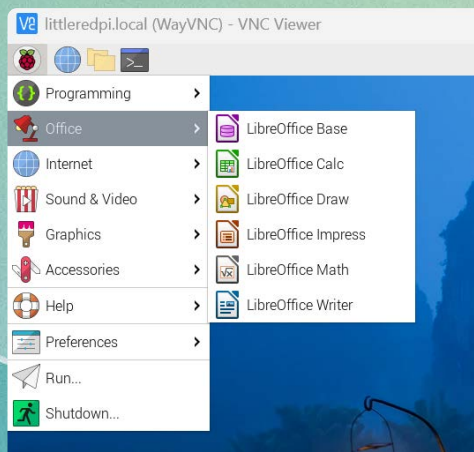 V2 littleredpi.local (WayVNC) - VNC Viewer
>_
Programming
Office
Internet
Sound & Video
Graphics
Accessories
Help
Preferences
Run...
Shutdown...
LibreOffice Base
LibreOffice Calc
LibreOffice Draw
LibreOffice Impress
LibreOffice Math
LibreOffice Writer